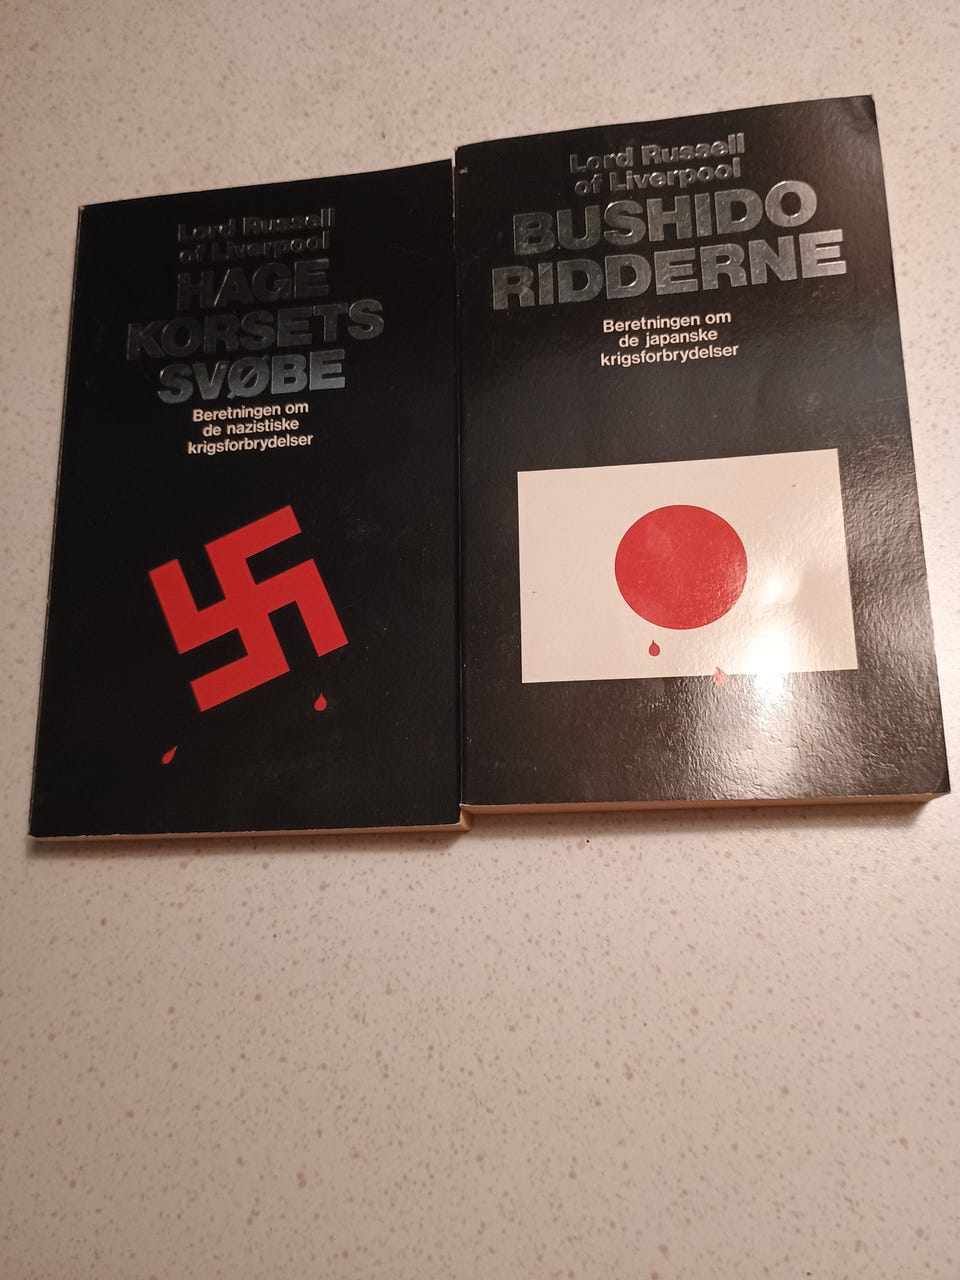 Lord Russell
of Liverpool
HAGE
KORSETS
SVØBE
Beretningen om
de nazistiske
krigsforbrydelser
Lord Russell
of Liverpool
BUSHIDO
RIDDERNE
Beretningen om
de japanske
krigsforbrydelser